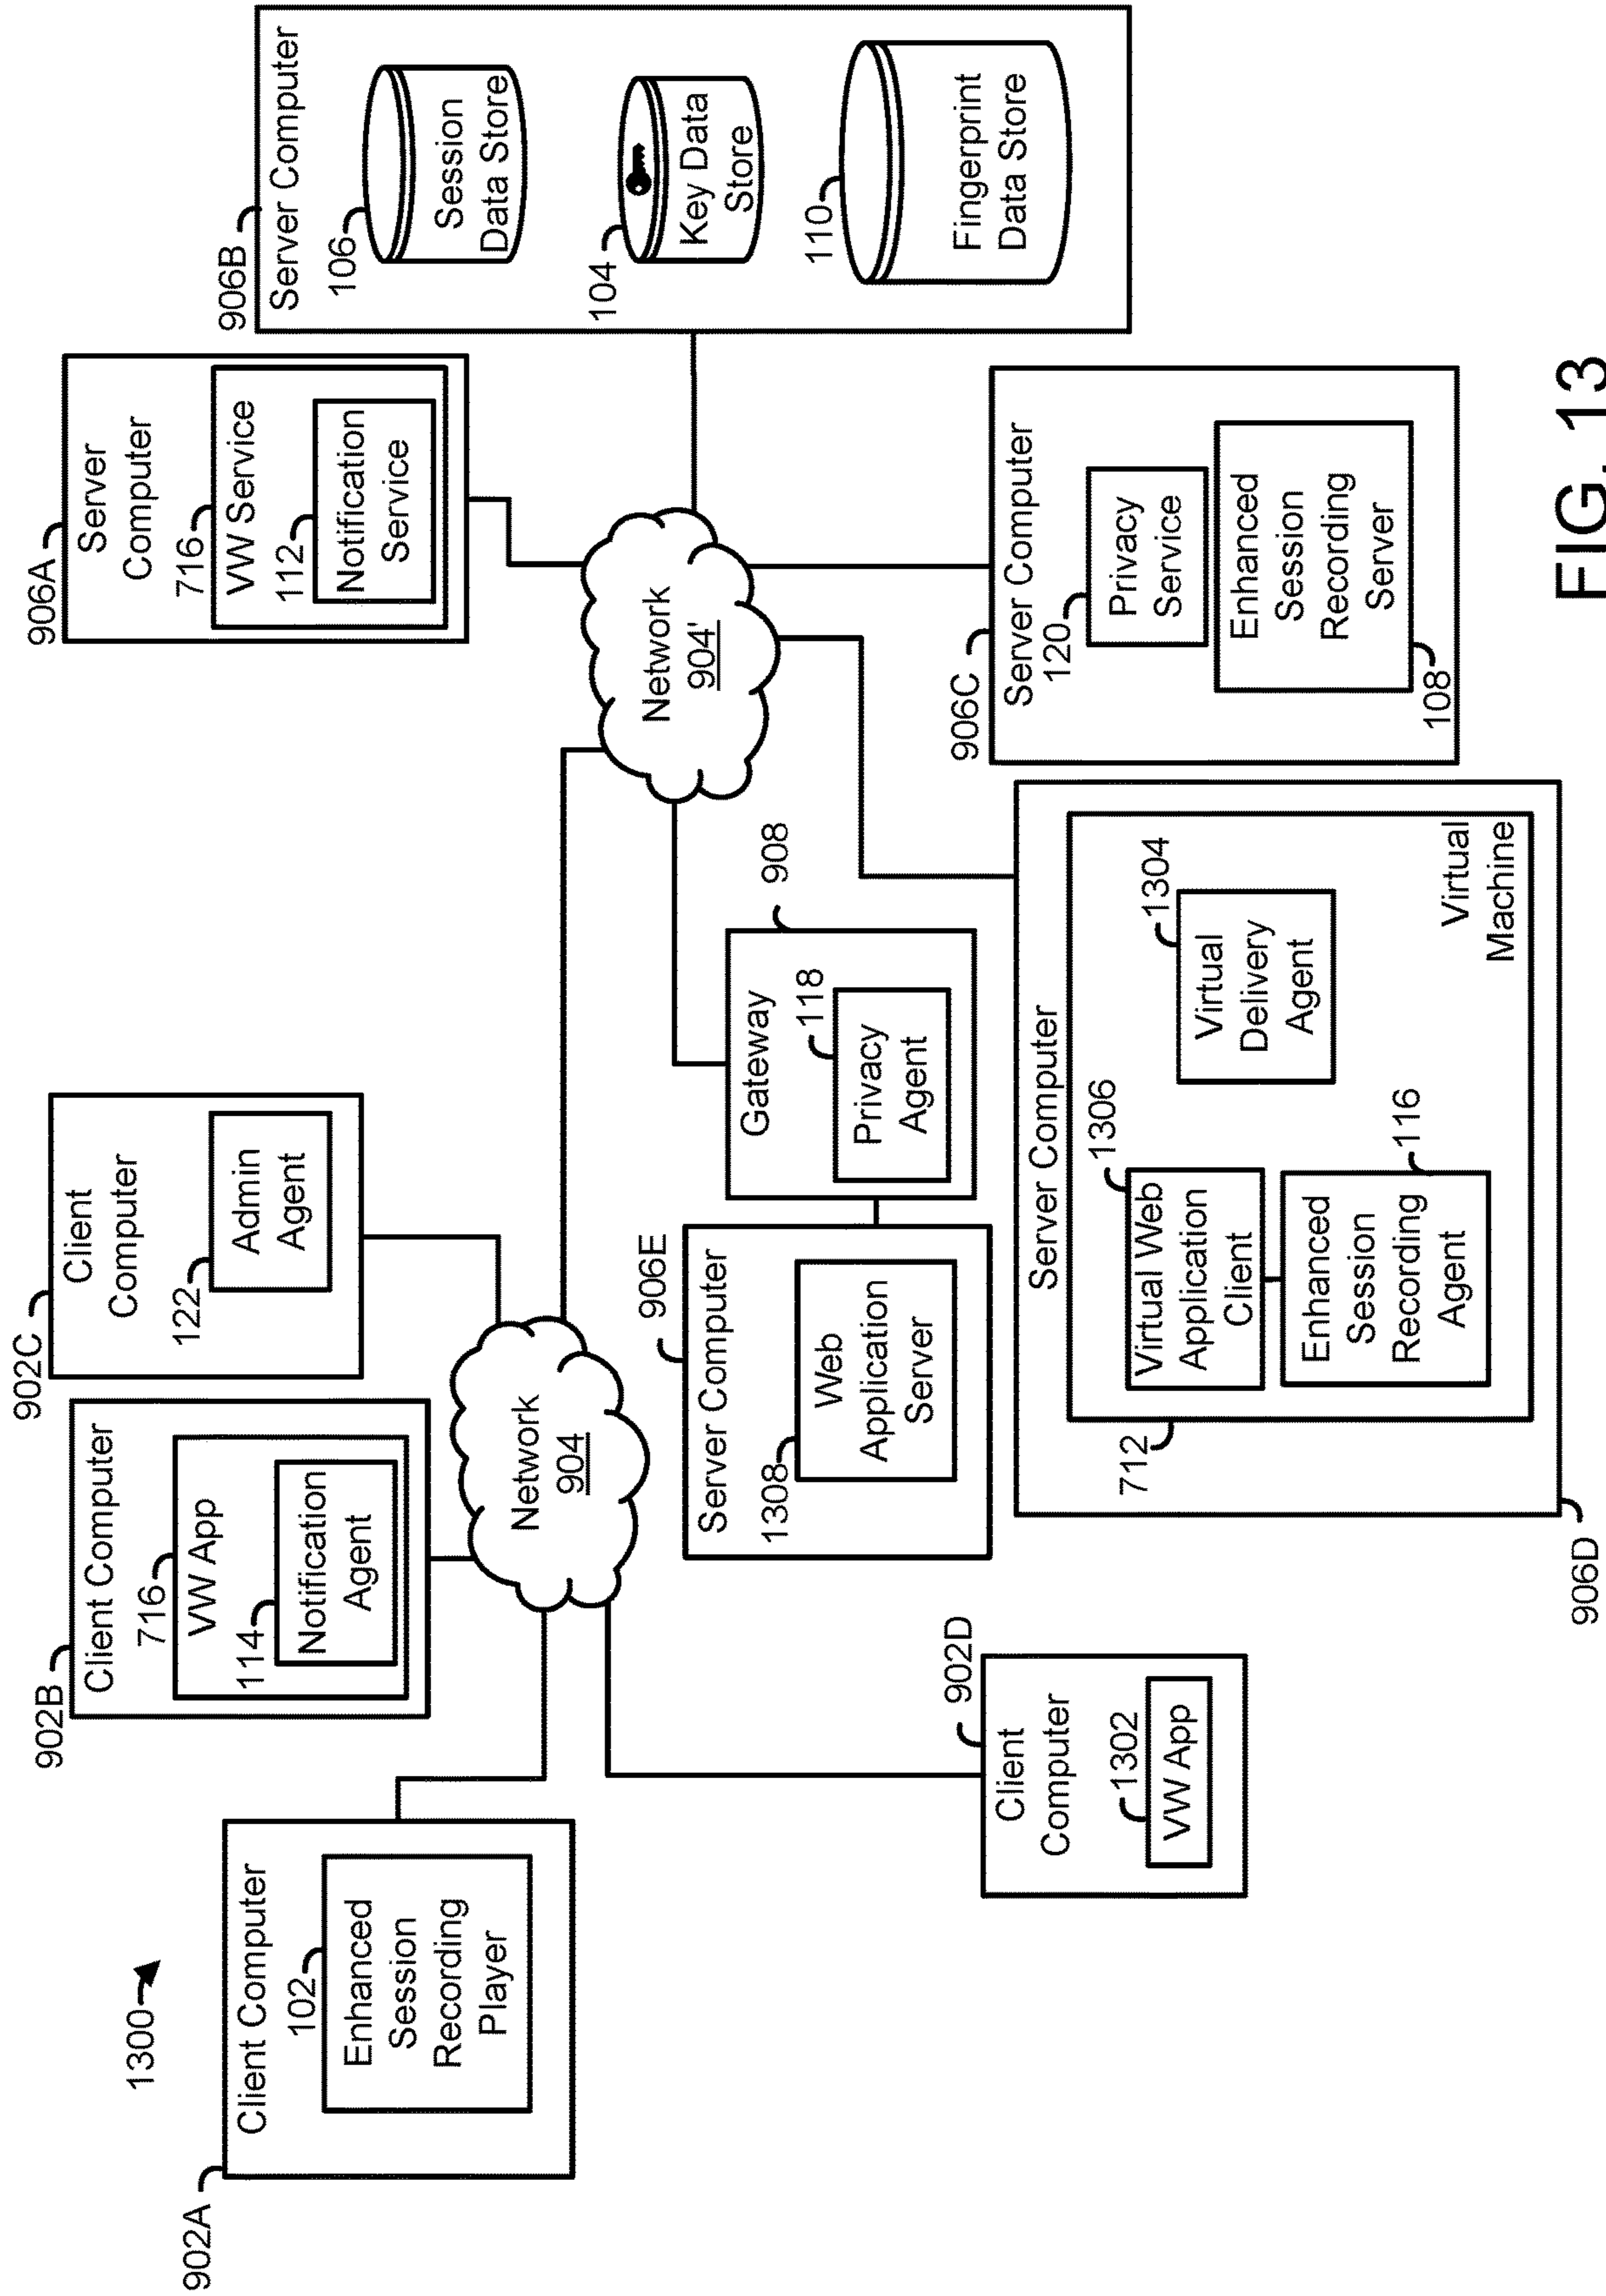 1300
902A
Client Computer
102
Enhanced
Session
Recording
Player
902B
Client Computer
716
VW App
114
Notification
Agent
902C
Client
Computer
122
Admin
Agent
906A
Server
Computer
716
VW Service
112
Notification
Service
906B
Server Computer
106
Session
Data Store
104
Key Data
Store
110
Fingerprint
Data Store
Network
904
Network
904'
902D
Client
Computer
1302
VW App
906E
Server Computer
1308
Web
Application
Server
908
Gateway
118
Privacy
Agent
906D
Server Computer
712
1306
Virtual Web
Application
Client
Enhanced
Session
Recording
Agent
116
1304
Virtual
Delivery
Agent
Virtual
Machine
906C
Server Computer
120
Privacy
Service
Enhanced
Session
Recording
Server
108
FIG. 13